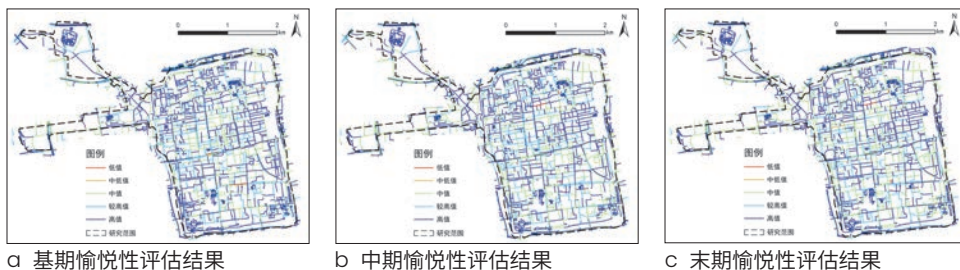 0 1 2 km N
图例
低值
中低值
中值
较高值
高值
研究范围
a 基期愉悦性评估结果
0 1 2 km N
图例
低值
中低值
中值
较高值
高值
研究范围
b 中期愉悦性评估结果
0 1 2 km N
图例
低值
中低值
中值
较高值
高值
研究范围
c 末期愉悦性评估结果